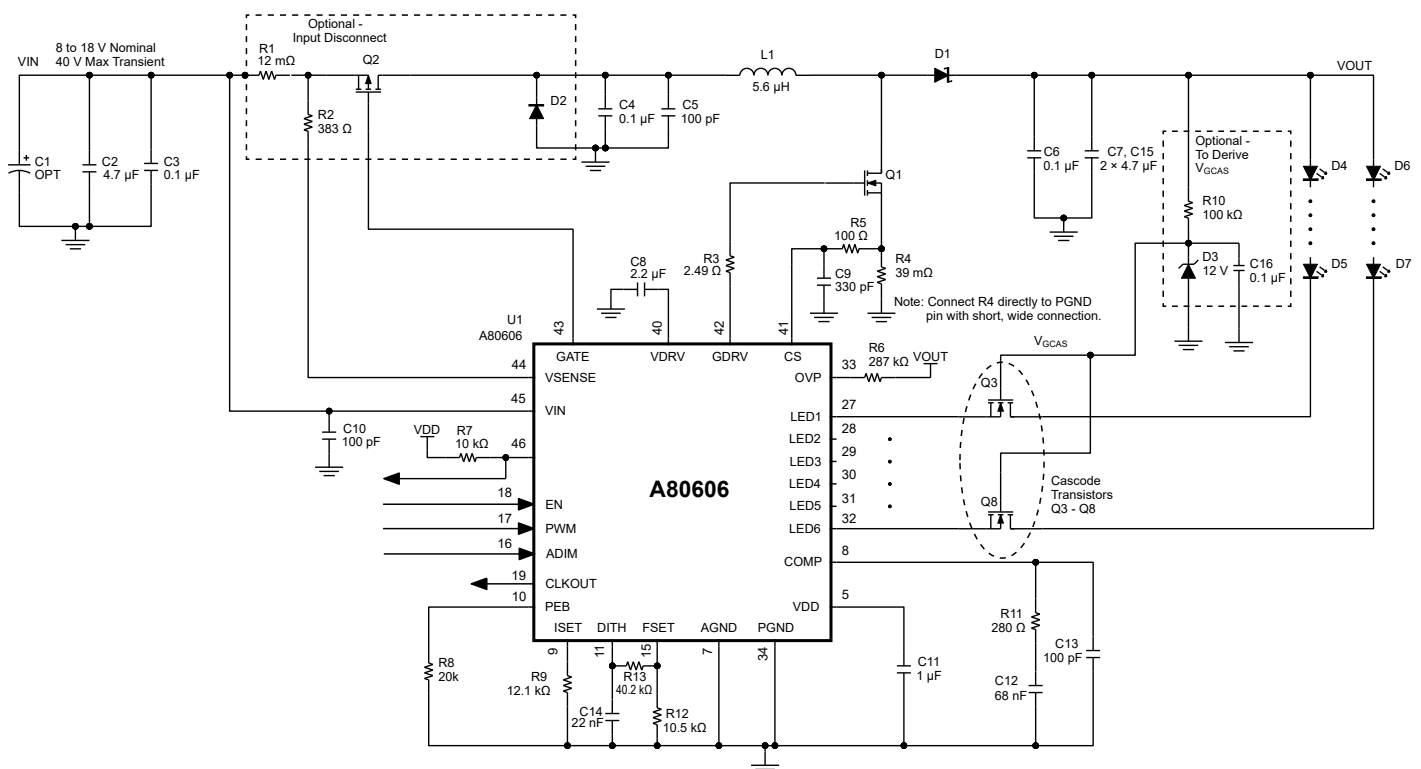 Optional -
Input Disconnect
8 to 18 V Nominal
40 V Max Transient
VIN
R1
12 mΩ
Q2
L1
5.6 µH
D1
VOUT
R2
383 Ω
D2
C4
0.1 µF
C5
100 pF
C1
OPT
+
C2
4.7 µF
C3
0.1 µF
C6
0.1 µF
C7, C15
2 × 4.7 µF
Optional -
To Derive
VGCAS
D4
D6
R10
100 kΩ
Q1
R5
100 Ω
R4
39 mΩ
C9
330 pF
R3
2.49 Ω
C8
2.2 µF
D3
12 V
C16
0.1 µF
D5
D7
Note: Connect R4 directly to PGND
pin with short, wide connection.
U1
A80606
43
40
42
41
GATE
VDRV
GDRV
CS
VGCAS
R6
287 kΩ
VOUT
44
VSENSE
OVP
33
Q3
45
VIN
LED1
27
C10
100 pF
VDD
R7
10 kΩ
46
LED2
28
LED3
29
LED4
30
LED5
31
LED6
32
A80606
18
EN
17
PWM
16
ADIM
19
CLKOUT
10
PEB
Q8
Cascode
Transistors
Q3 - Q8
COMP
8
VDD
5
ISET
DITH
FSET
AGND
PGND
9
11
15
7
34
R8
20k
R9
12.1 kΩ
R13
40.2 kΩ
C14
22 nF
R12
10.5 kΩ
C11
1 µF
R11
280 Ω
C12
68 nF
C13
100 pF